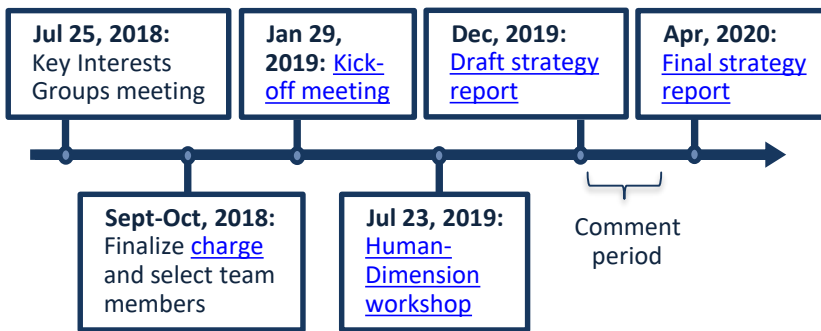 Jul 25, 2018:
Key Interests
Groups meeting
Jan 29,
2019: Kick-
off meeting
Dec, 2019:
Draft strategy
report
Apr, 2020:
Final strategy
report
Sept-Oct, 2018:
Finalize charge
and select team
members
Jul 23, 2019:
Human-
Dimension
workshop
Comment
period